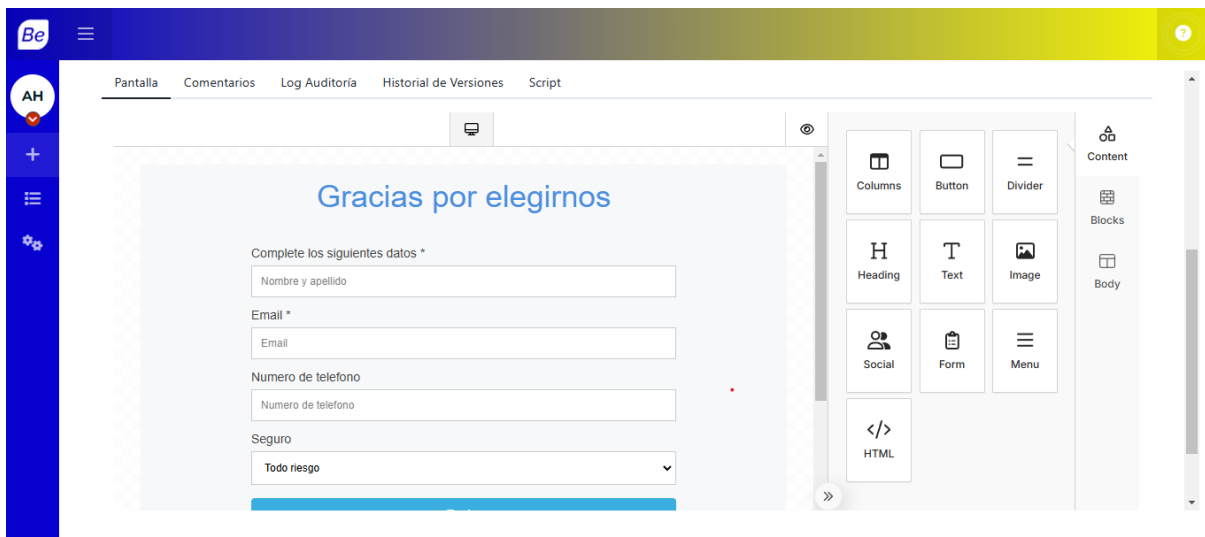 Be
?
AH
Pantalla Comentarios Log Auditoría Historial de Versiones Script
Gracias por elegirnos
Complete los siguientes datos *
Nombre y apellido
Email *
Email
Numero de telefono
Numero de telefono
Seguro
Todo riesgo
Columns Button Divider
Heading Text Image
Social Form Menu
HTML
Content
Blocks
Body